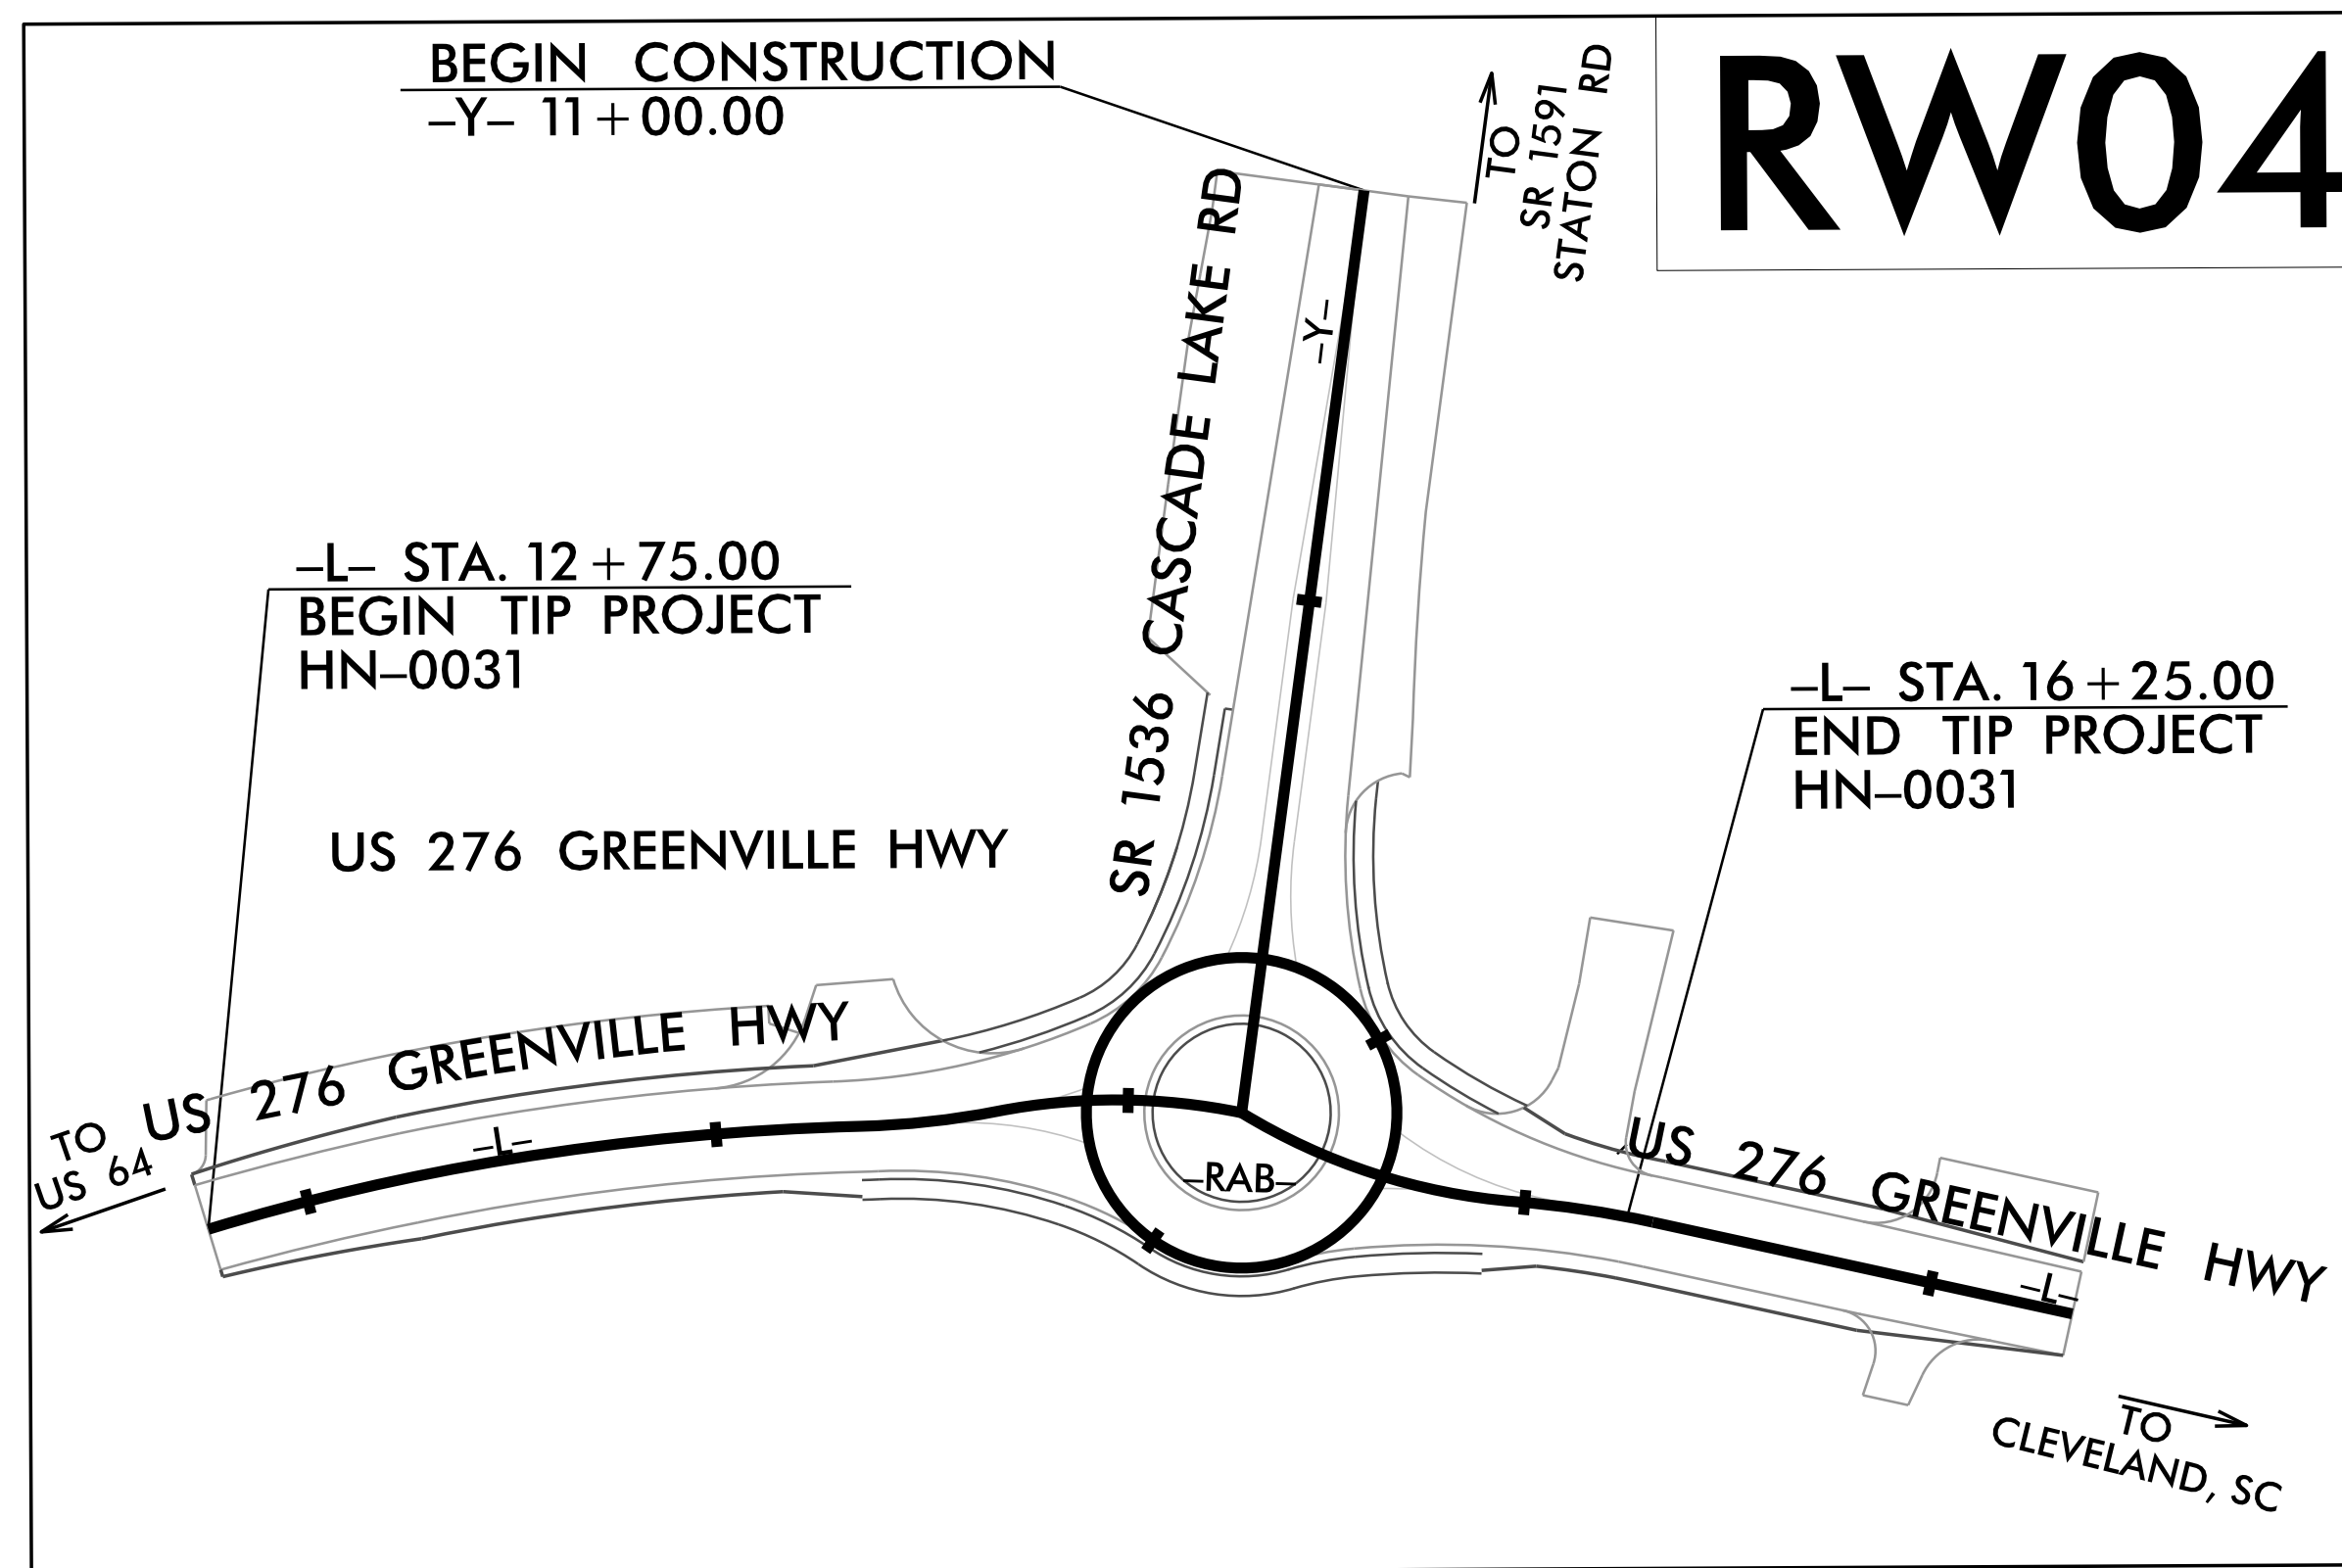 BEGIN CONSTRUCTION
–Y– 11+00.00
TO
SR 1591
STATON RD
RW04
SR 1536 CASCADE LAKE RD
–Y–
–L– STA. 12+75.00
BEGIN TIP PROJECT
HN–0031
–L– STA. 16+25.00
END TIP PROJECT
HN–0031
US 276 GREENVILLE HWY
US 276 GREENVILLE HWY
TO
US 64
–L–
–RAB–
US 276 GREENVILLE HWY
–L–
TO
CLEVELAND, SC